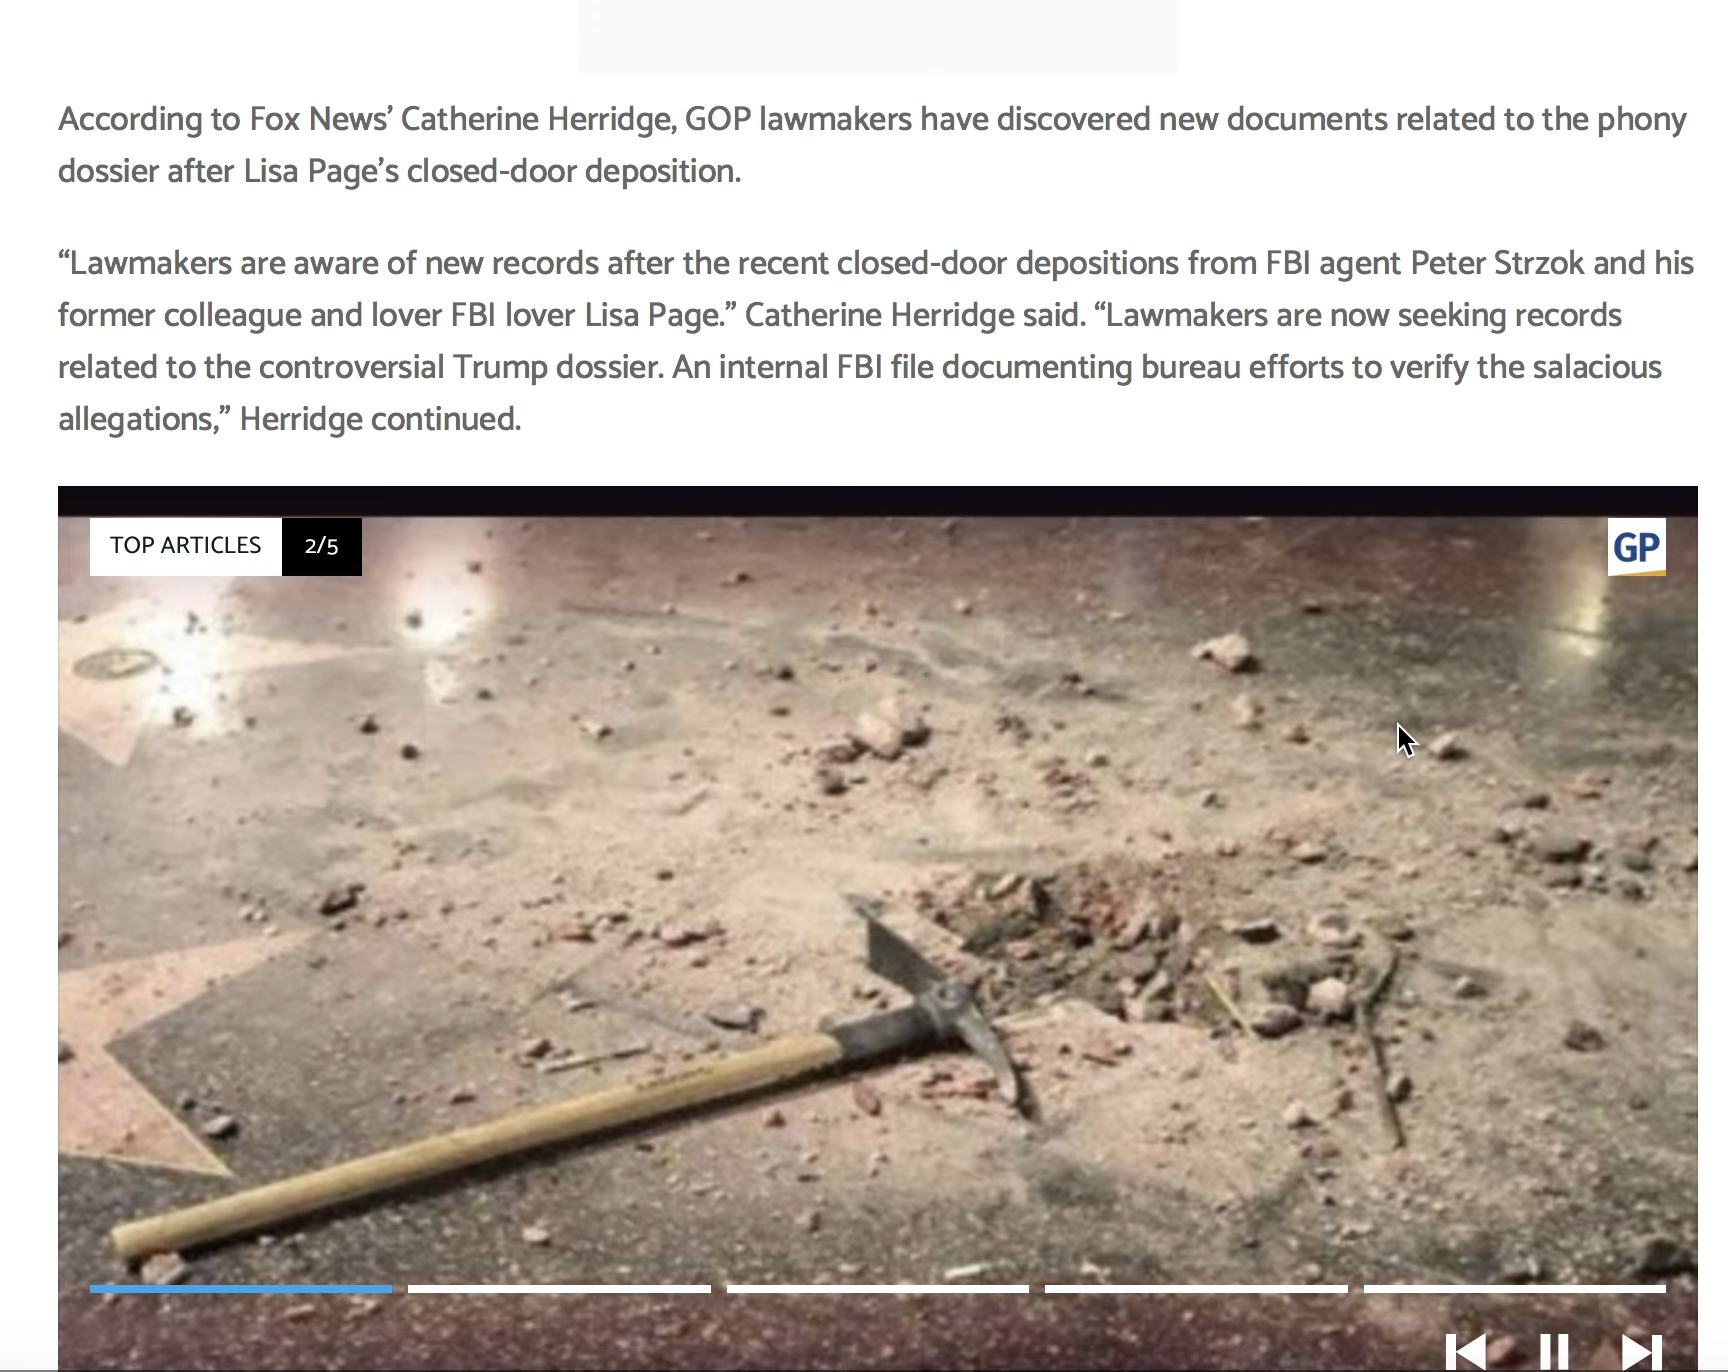 According to Fox News’ Catherine Herridge, GOP lawmakers have discovered new documents related to the phony
dossier after Lisa Page’s closed-door deposition.
“Lawmakers are aware of new records after the recent closed-door depositions from FBI agent Peter Strzok and his
former colleague and lover FBI lover Lisa Page.” Catherine Herridge said. “Lawmakers are now seeking records
related to the controversial Trump dossier. An internal FBI file documenting bureau efforts to verify the salacious
allegations,” Herridge continued.
TOP ARTICLES 2/5
GP